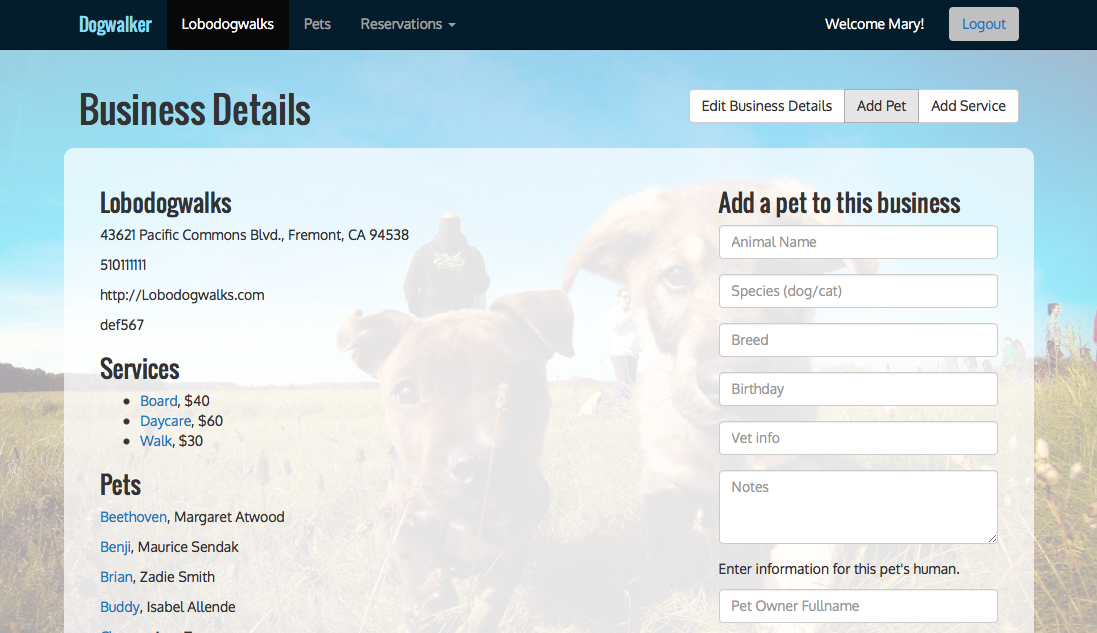 Dogwalker Lobodogwalks Pets Reservations Welcome Mary! Logout
Business Details
Edit Business Details Add Pet Add Service
Lobodogwalks
43621 Pacific Commons Blvd., Fremont, CA 94538
510111111
http://Lobodogwalks.com
def567
Services
Board, $40
Daycare, $60
Walk, $30
Pets
Beethoven, Margaret Atwood
Benji, Maurice Sendak
Brian, Zadie Smith
Buddy, Isabel Allende
Add a pet to this business
Animal Name
Species (dog/cat)
Breed
Birthday
Vet info
Notes
Enter information for this pet's human.
Pet Owner Fullname